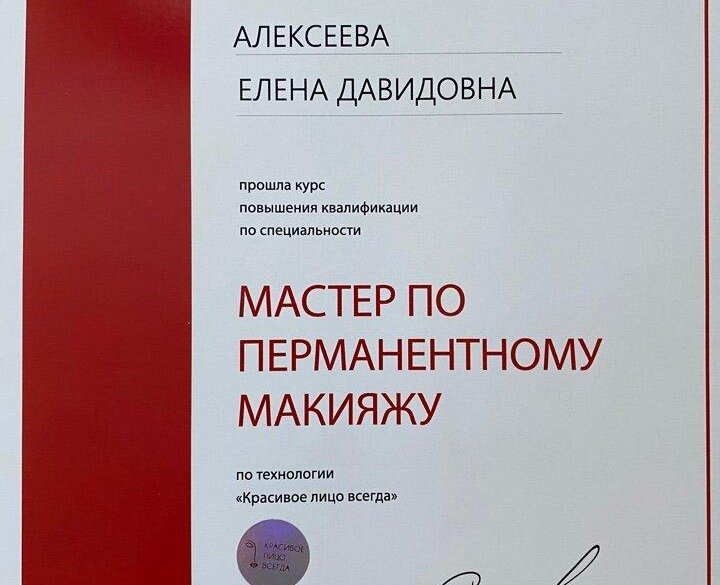 АЛЕКСЕЕВА
ЕЛЕНА ДАВИДОВНА
прошла курс
повышения квалификации
по специальности
МАСТЕР ПО
ПЕРМАНЕНТНОМУ
МАКИЯЖУ
по технологии
«Красивое лицо всегда»
КРАСИВОЕ
ЛИЦО
ВСЕГДА